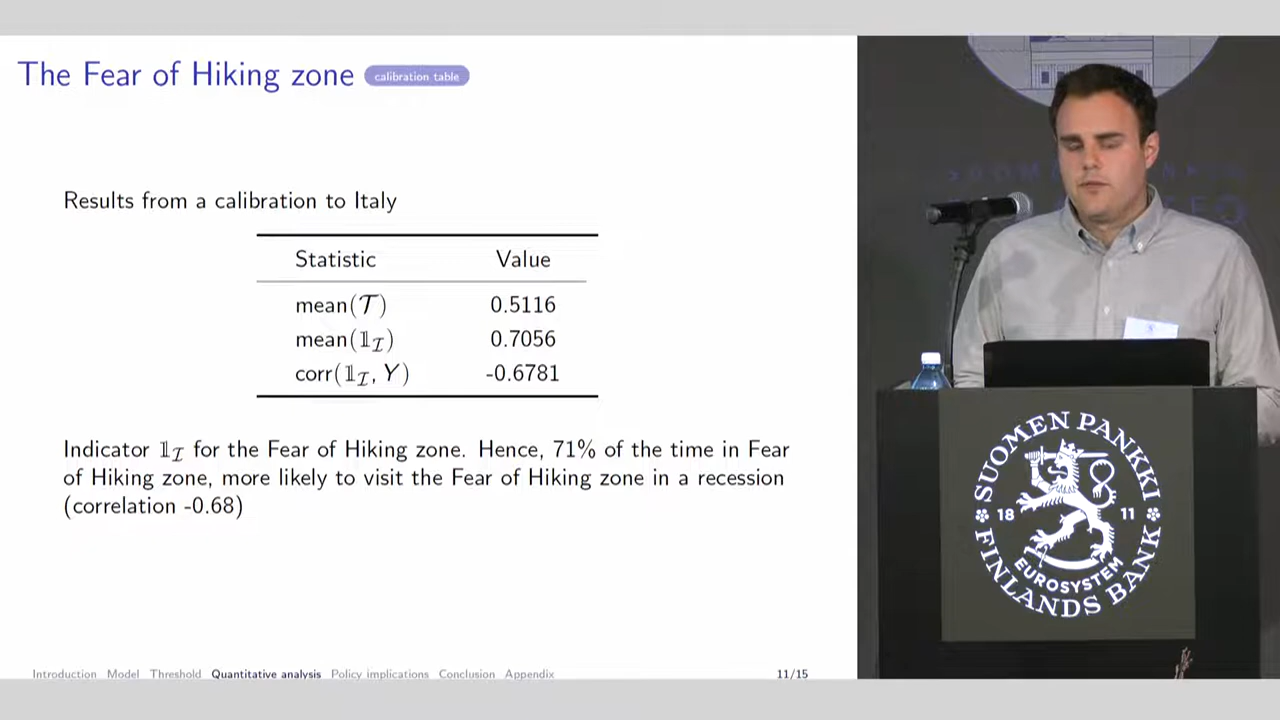 The Fear of Hiking zone calibration table
Results from a calibration to Italy
Statistic Value
mean(𝒯) 0.5116
mean(𝟙_ℐ) 0.7056
corr(𝟙_ℐ, Y) -0.6781
Indicator 𝟙_ℐ for the Fear of Hiking zone. Hence, 71% of the time in Fear
of Hiking zone, more likely to visit the Fear of Hiking zone in a recession
(correlation -0.68)
Introduction Model Threshold Quantitative analysis Policy implications Conclusion Appendix
11/15
SUOMEN PANKKI
18 11
EUROSYSTEM
FINLANDS BANK